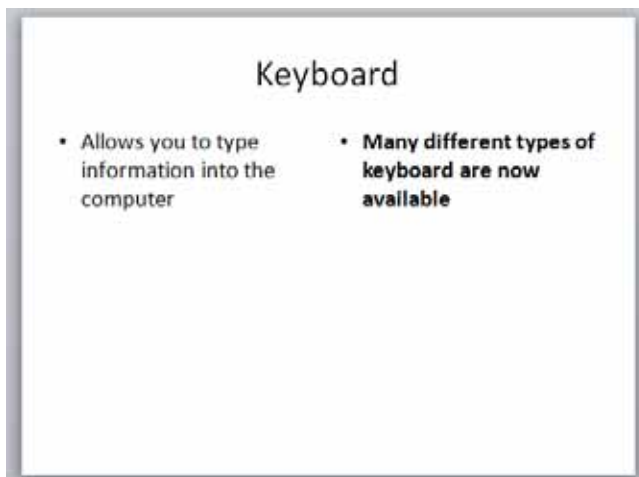 Keyboard
• Allows you to type
information into the
computer
• Many different types of
keyboard are now
available